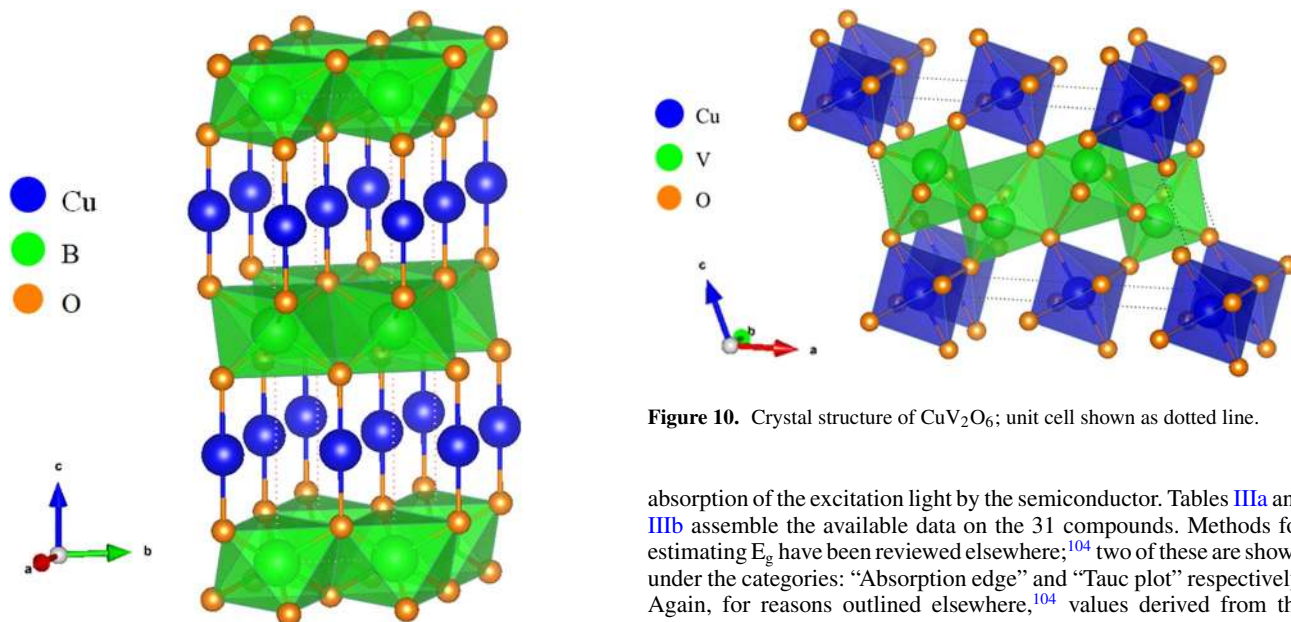 Cu
B
O
c
b
a
Cu
V
O
c
b
a
Figure 10. Crystal structure of CuV₂O₆; unit cell shown as dotted line.
absorption of the excitation light by the semiconductor. Tables IIIa an
IIIb assemble the available data on the 31 compounds. Methods fo
estimating E_g have been reviewed elsewhere;¹⁰⁴ two of these are show
under the categories: “Absorption edge” and “Tauc plot” respectively
Again, for reasons outlined elsewhere,¹⁰⁴ values derived from th